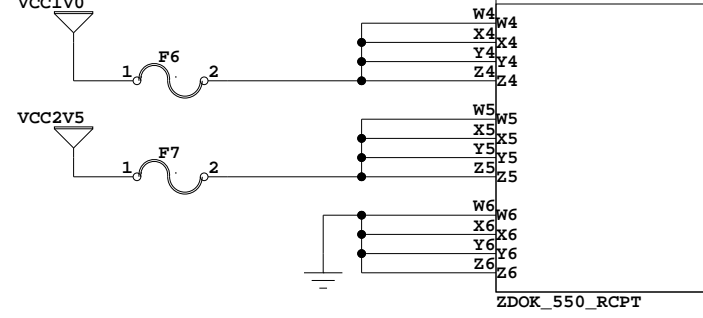 VCC1V0
F6
1 2
W4 W4
X4 X4
Y4 Y4
Z4 Z4
VCC2V5
F7
1 2
W5 W5
X5 X5
Y5 Y5
Z5 Z5
W6 W6
X6 X6
Y6 Y6
Z6 Z6
ZDOK_550_RCPT